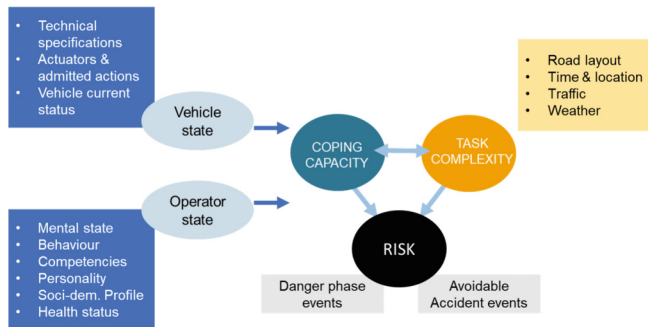 • Technical
specifications
• Actuators &
admitted actions
• Vehicle current
status
Vehicle
state
Operator
state
• Mental state
• Behaviour
• Competencies
• Personality
• Soci-dem. Profile
• Health status
COPING
CAPACITY
TASK
COMPLEXITY
• Road layout
• Time & location
• Traffic
• Weather
RISK
Danger phase
events
Avoidable
Accident events